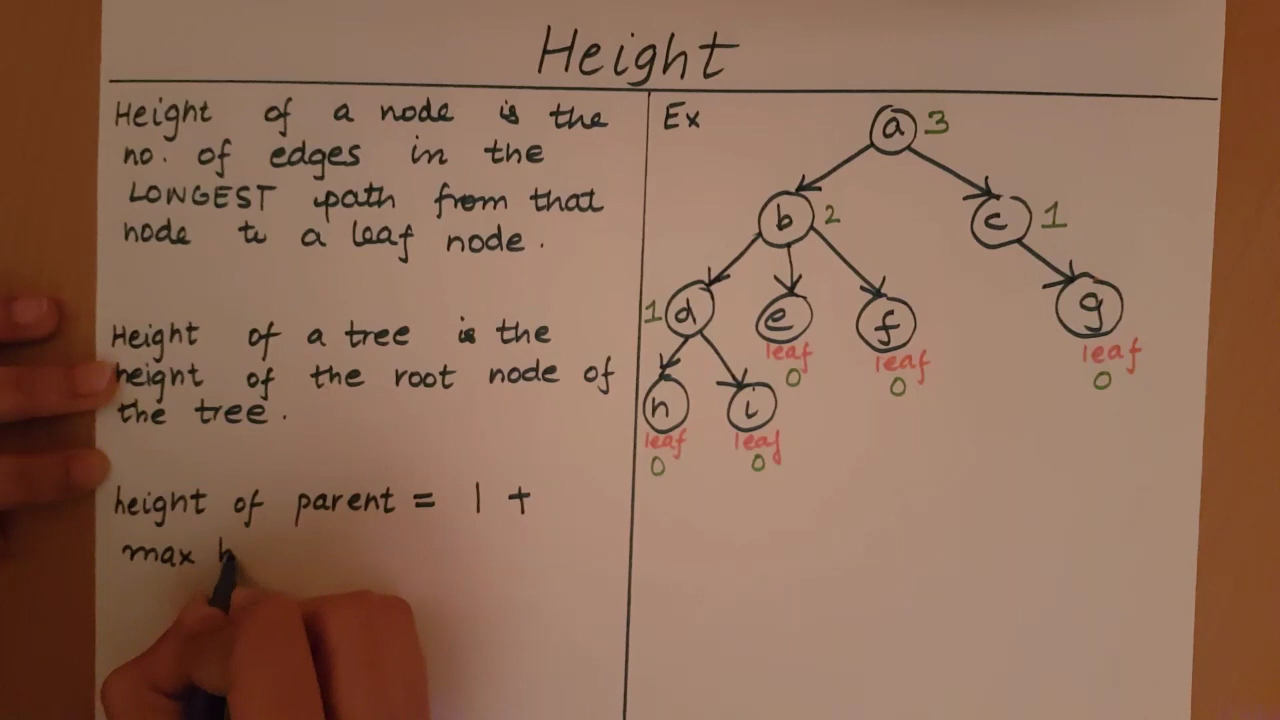 Height
Height of a node is the
no. of edges in the
LONGEST path from that
node to a leaf node.
Height of a tree is the
height of the root node of
the tree.
height of parent = 1 +
max h
Ex
a 3
b 2
c 1
1 d
e
f
g
leaf
0
leaf
0
leaf
0
h
i
leaf
0
leaf
0